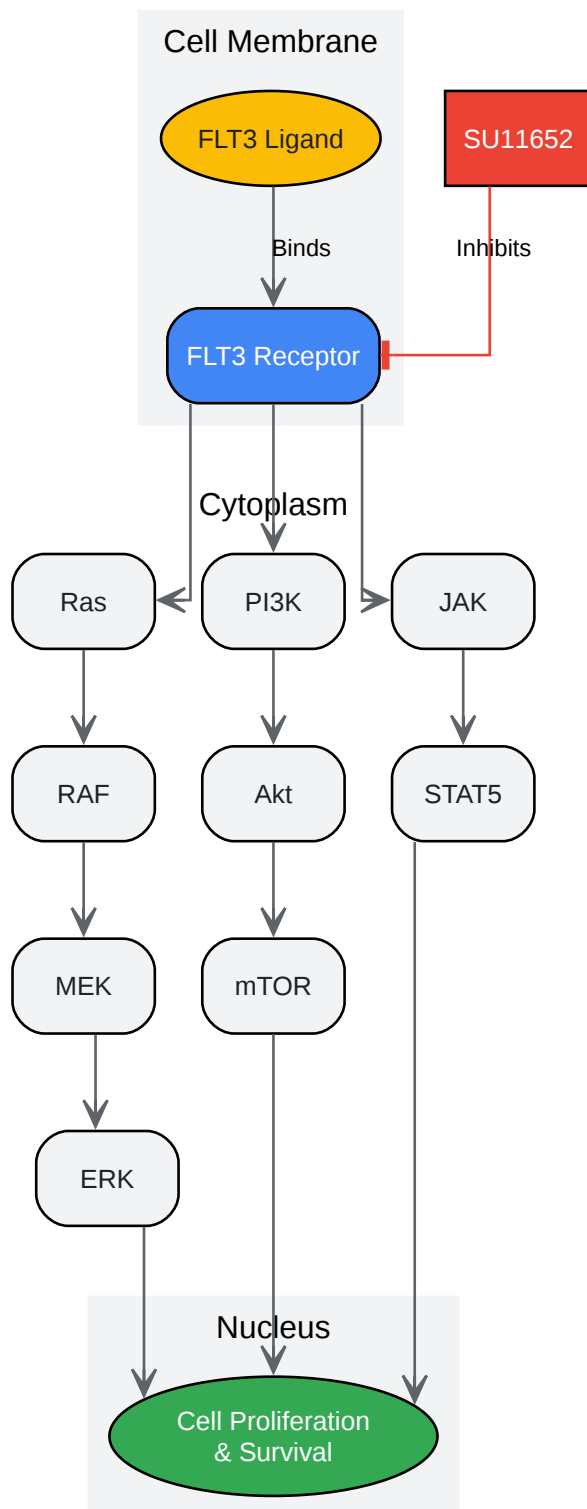 Cell Membrane
FLT3 Ligand
SU11652
Binds
Inhibits
FLT3 Receptor
Cytoplasm
Ras
PI3K
JAK
RAF
Akt
STAT5
MEK
mTOR
ERK
Nucleus
Cell Proliferation
& Survival